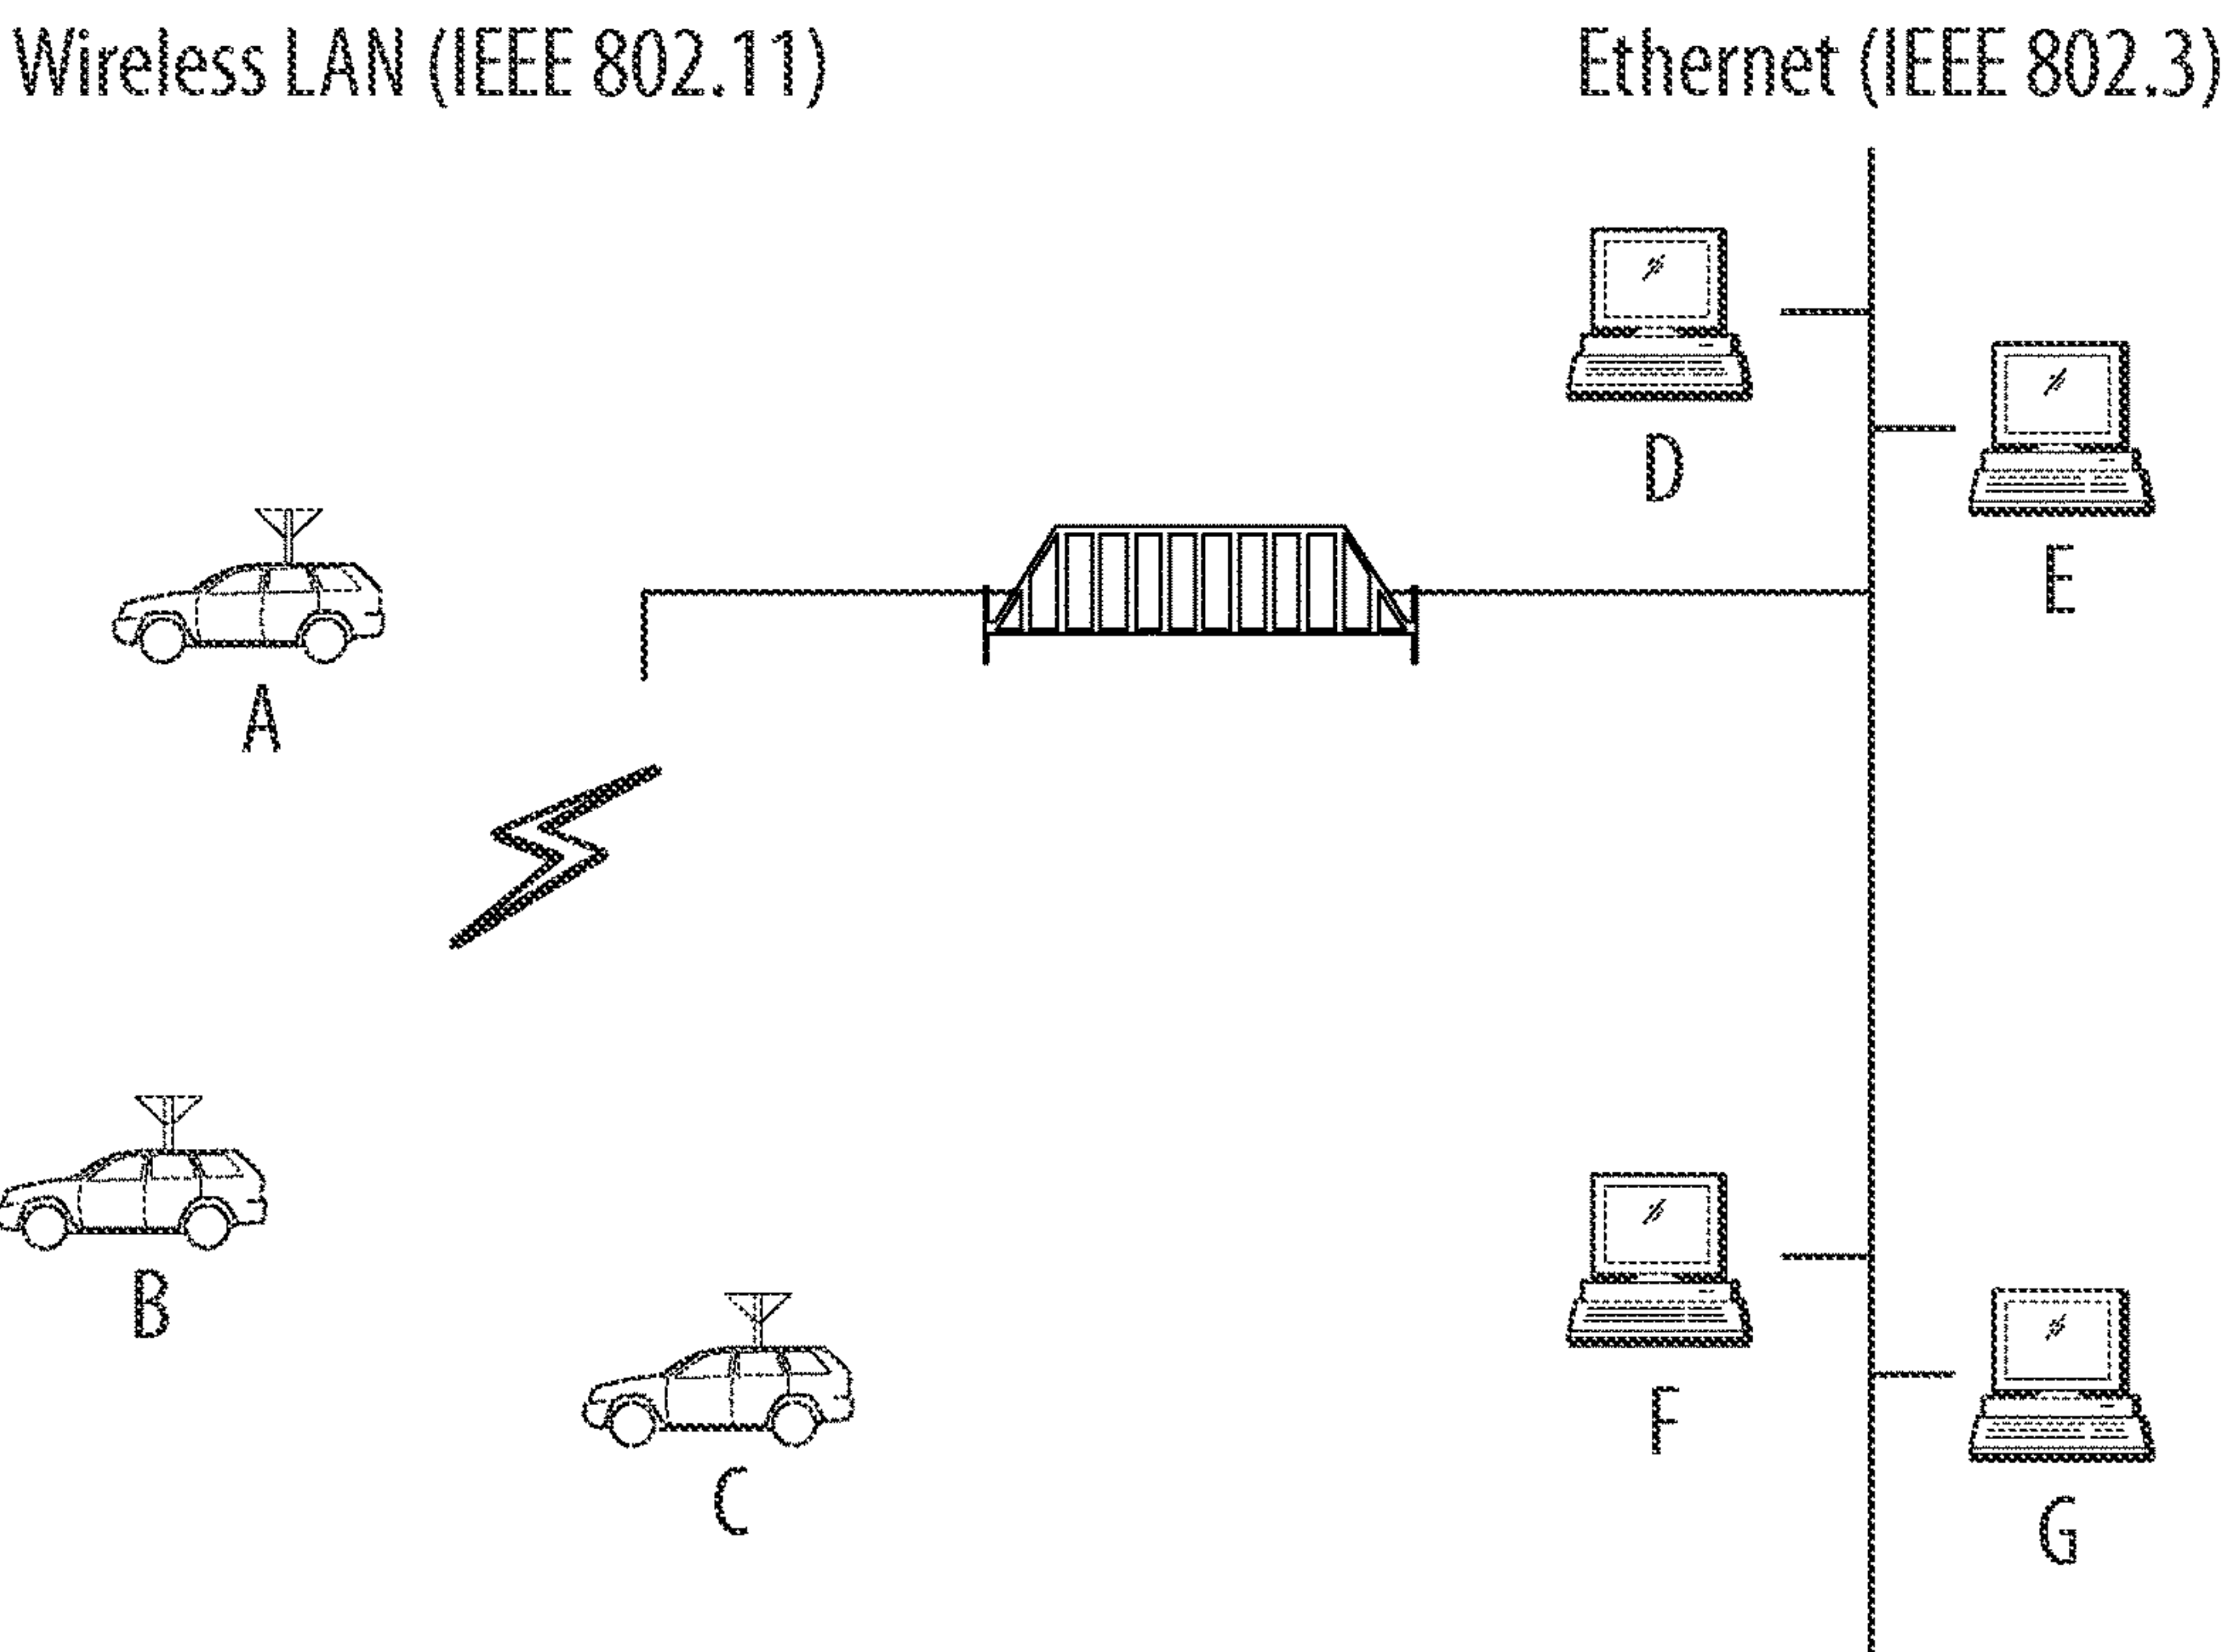 Wireless LAN (IEEE 802.11)
Ethernet (IEEE 802.3)
D
E
A
B
C
F
G